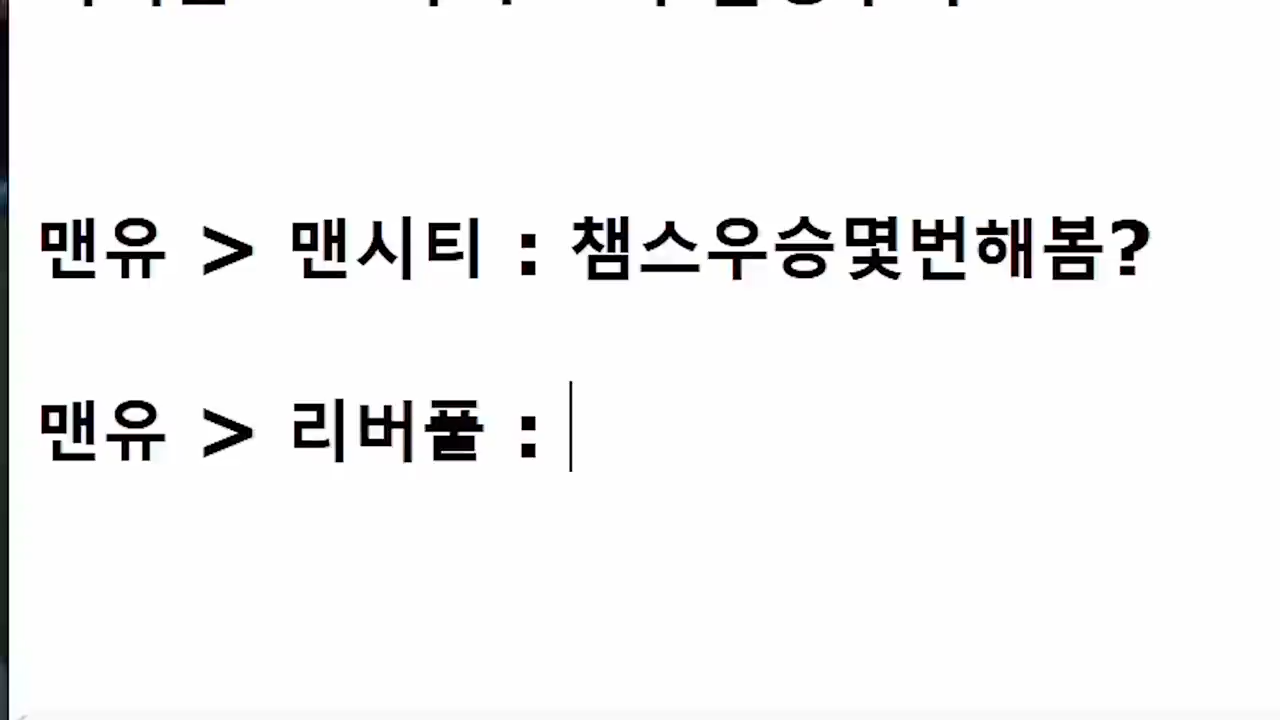 맨유 > 맨시티 : 챔스우승몇번해봄?
맨유 > 리버풀 :